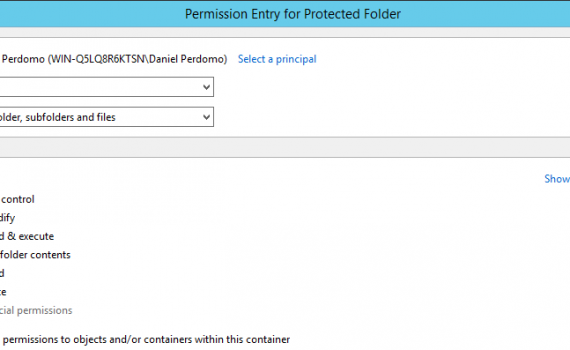 Permission Entry for Protected Folder
Perdomo (WIN-Q5LQ8R6KTSN\Daniel Perdomo) Select a principal
older, subfolders and files
Show
control
dify
d & execute
folder contents
d
te
cial permissions
permissions to objects and/or containers within this container